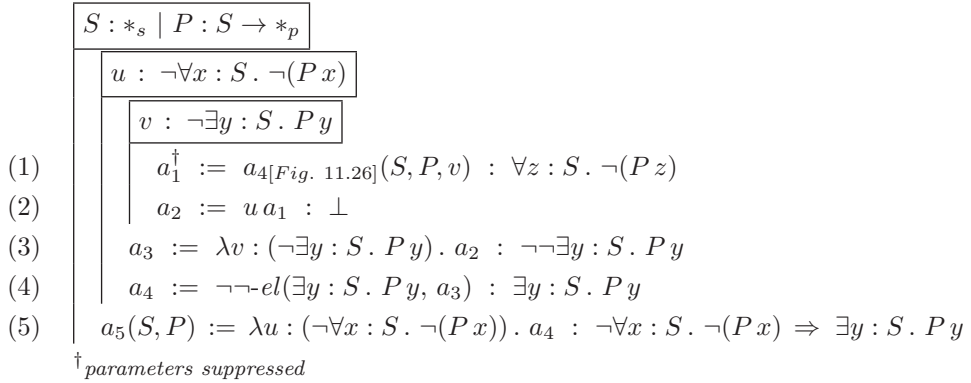 S : ∗ₛ | P : S → ∗ₚ
u : ¬∀x : S . ¬(P x)
v : ¬∃y : S . P y
(1) a₁† := a₄[Fig. 11.26](S, P, v) : ∀z : S . ¬(P z)
(2) a₂ := u a₁ : ⊥
(3) a₃ := λv : (¬∃y : S . P y) . a₂ : ¬¬∃y : S . P y
(4) a₄ := ¬¬-el(∃y : S . P y, a₃) : ∃y : S . P y
(5) a₅(S, P) := λu : (¬∀x : S . ¬(P x)) . a₄ : ¬∀x : S . ¬(P x) ⇒ ∃y : S . P y
†parameters suppressed